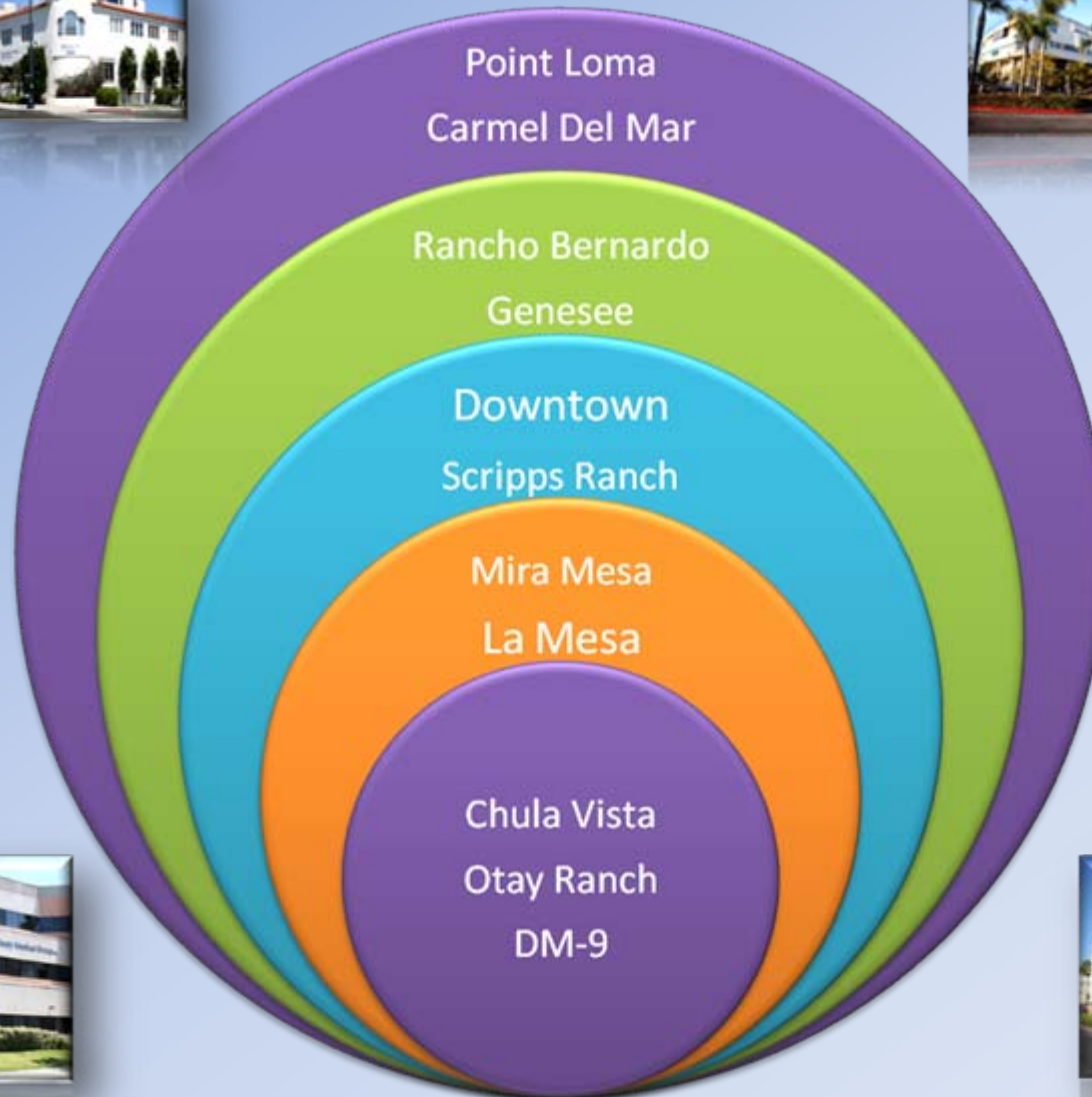 Point Loma
Carmel Del Mar
Rancho Bernardo
Genesee
Downtown
Scripps Ranch
Mira Mesa
La Mesa
Chula Vista
Otay Ranch
DM-9